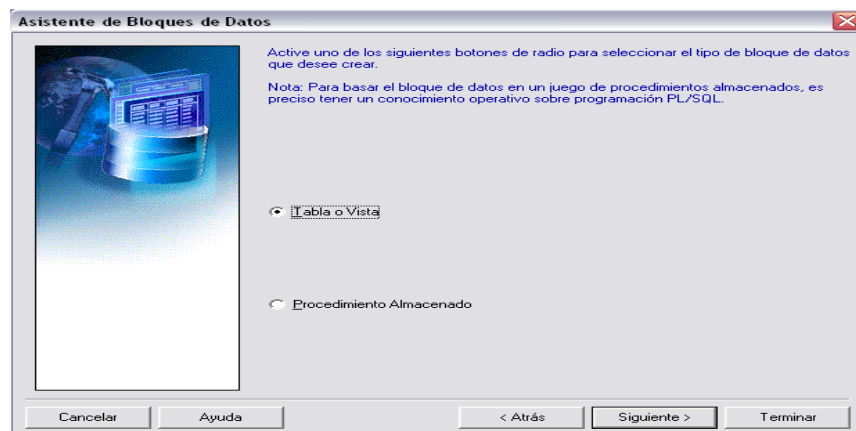 Asistente de Bloques de Datos
Active uno de los siguientes botones de radio para seleccionar el tipo de bloque de datos
que desee crear.
Nota: Para basar el bloque de datos en un juego de procedimientos almacenados, es
preciso tener un conocimiento operativo sobre programación PL/SQL.
Tabla o Vista
Procedimiento Almacenado
Cancelar
Ayuda
< Atrás
Siguiente >
Terminar